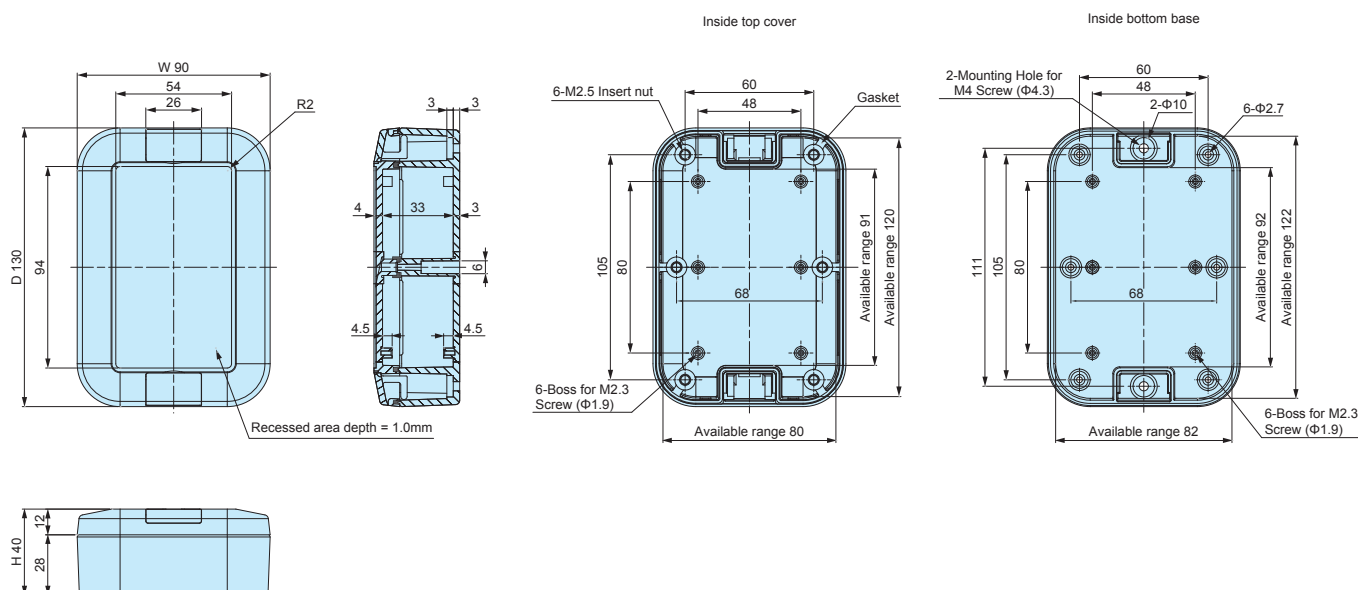 Inside top cover
Inside bottom base
W 90
54
26
R2
D 130
94
Recessed area depth = 1.0mm
3
3
4
33
3
6
4.5
4.5
6-M2.5 Insert nut
60
48
Gasket
105
80
68
Available range 91
Available range 120
6-Boss for M2.3
Screw (Φ1.9)
Available range 80
2-Mounting Hole for
M4 Screw (Φ4.3)
60
48
2-Φ10
6-Φ2.7
111
105
80
68
Available range 92
Available range 122
6-Boss for M2.3
Screw (Φ1.9)
Available range 82
H 40
12
28